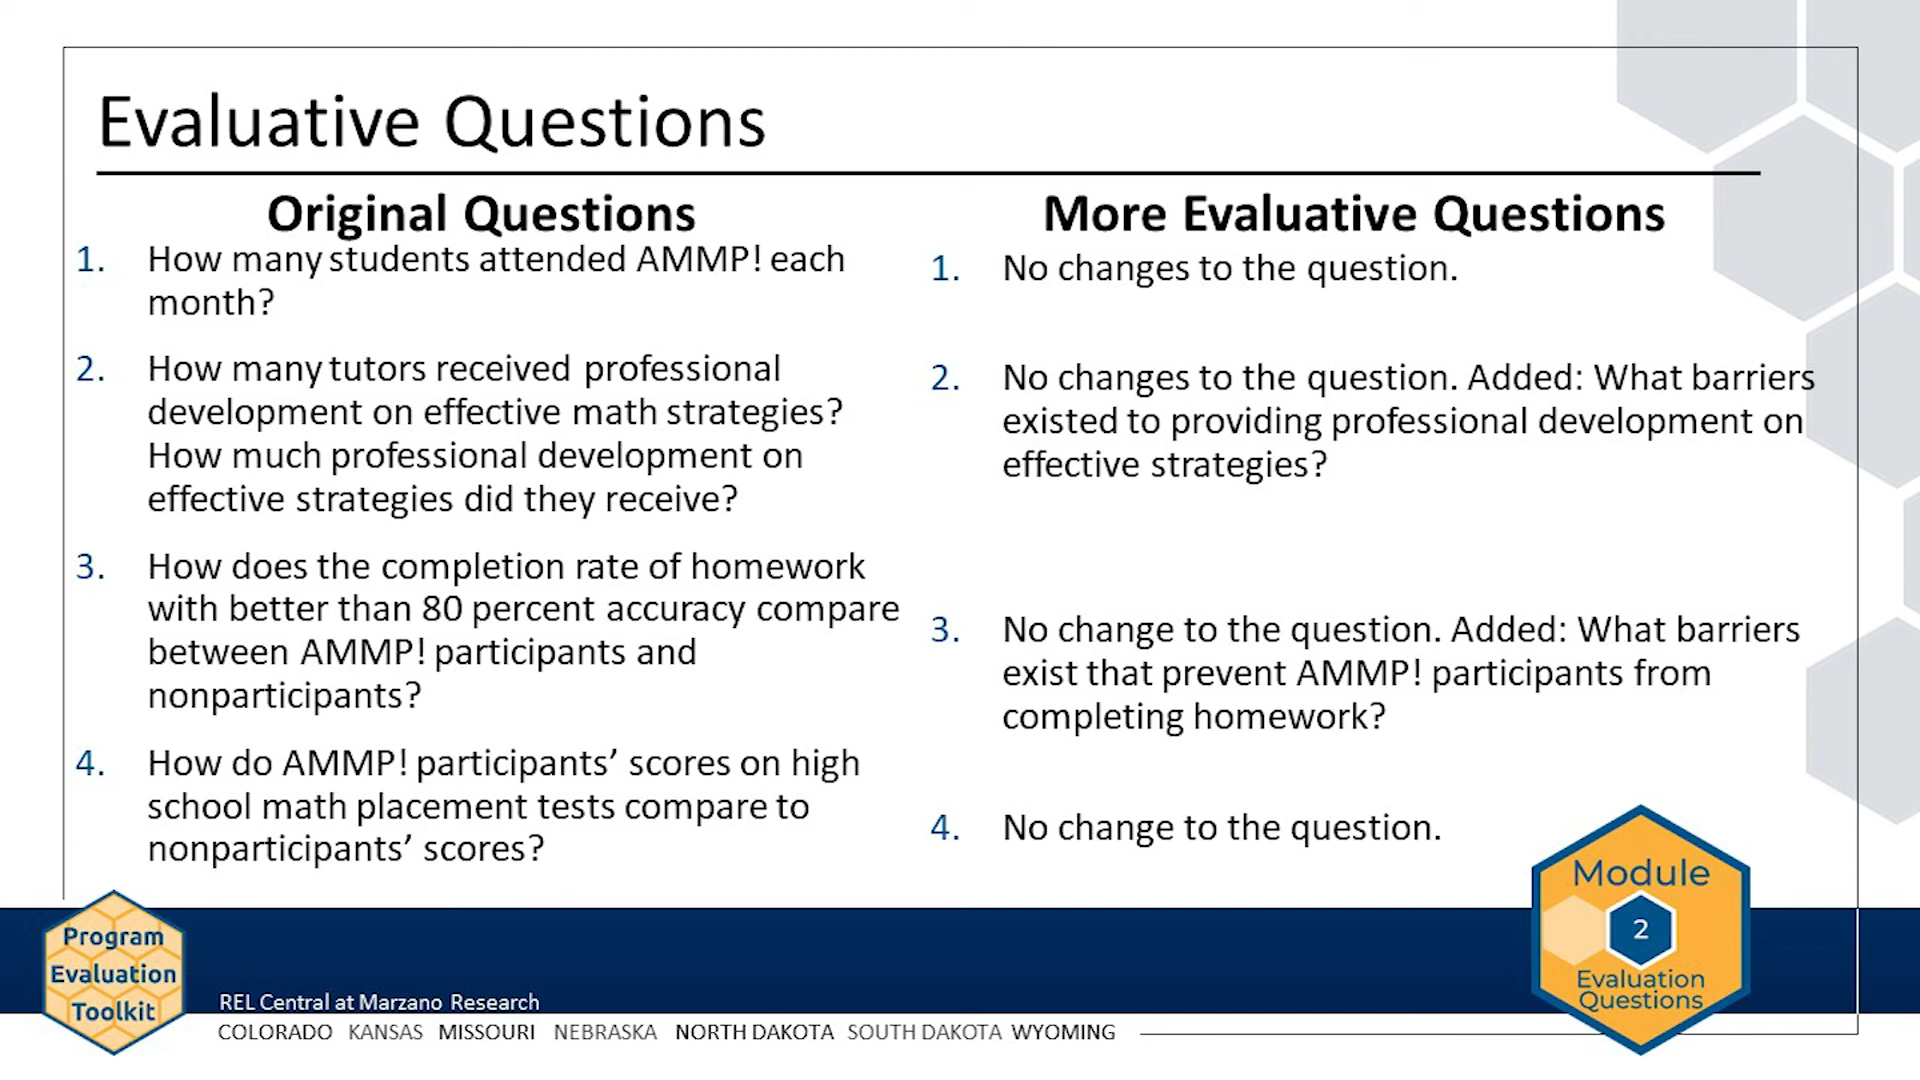 Evaluative Questions
Original Questions
1. How many students attended AMMP! each
month?
2. How many tutors received professional
development on effective math strategies?
How much professional development on
effective strategies did they receive?
3. How does the completion rate of homework
with better than 80 percent accuracy compare
between AMMP! participants and
nonparticipants?
4. How do AMMP! participants’ scores on high
school math placement tests compare to
nonparticipants’ scores?
More Evaluative Questions
1. No changes to the question.
2. No changes to the question. Added: What barriers
existed to providing professional development on
effective strategies?
3. No change to the question. Added: What barriers
exist that prevent AMMP! participants from
completing homework?
4. No change to the question.
Program
Evaluation
Toolkit
REL Central at Marzano Research
COLORADO KANSAS MISSOURI NEBRASKA NORTH DAKOTA SOUTH DAKOTA WYOMING
Module
2
Evaluation
Questions